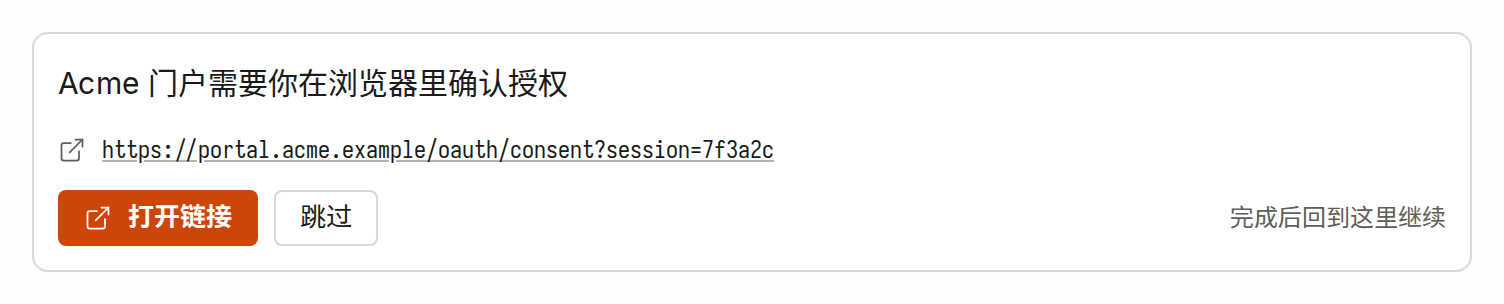 Acme 门户需要你在浏览器里确认授权
https://portal.acme.example/oauth/consent?session=7f3a2c
打开链接 跳过 完成后回到这里继续